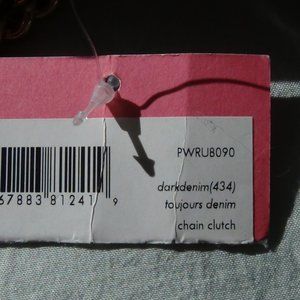 PWRU8090
darkdenim(434)
67883 81241 9
toujours denim
chain clutch